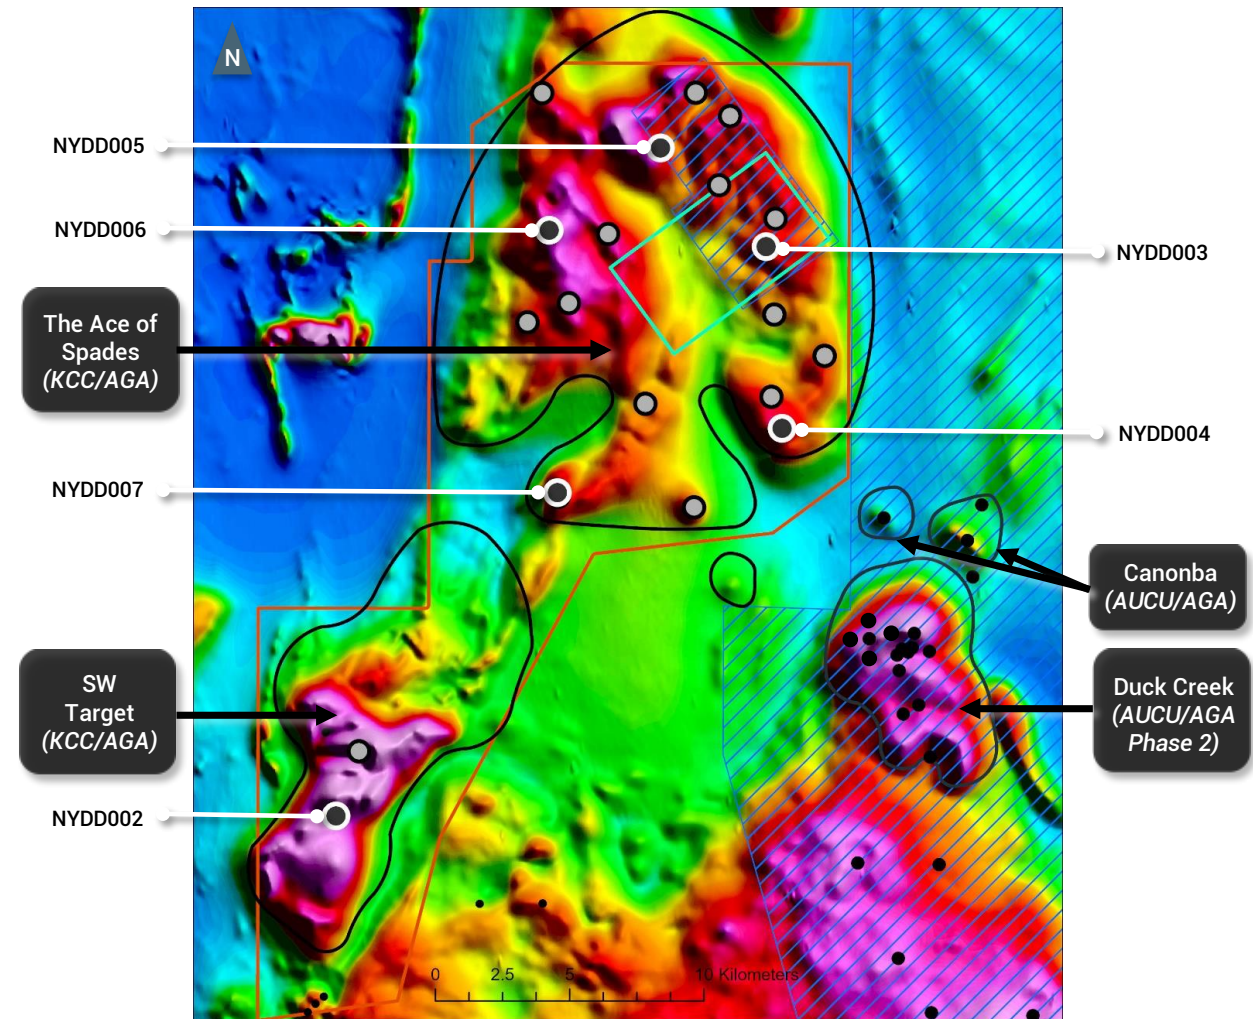 N
NYDD005
NYDD006
NYDD003
The Ace of
Spades
(KCC/AGA)
NYDD004
NYDD007
Canonba
(AUCU/AGA)
SW
Target
(KCC/AGA)
Duck Creek
(AUCU/AGA
Phase 2)
NYDD002
0 2.5 5 10 Kilometers